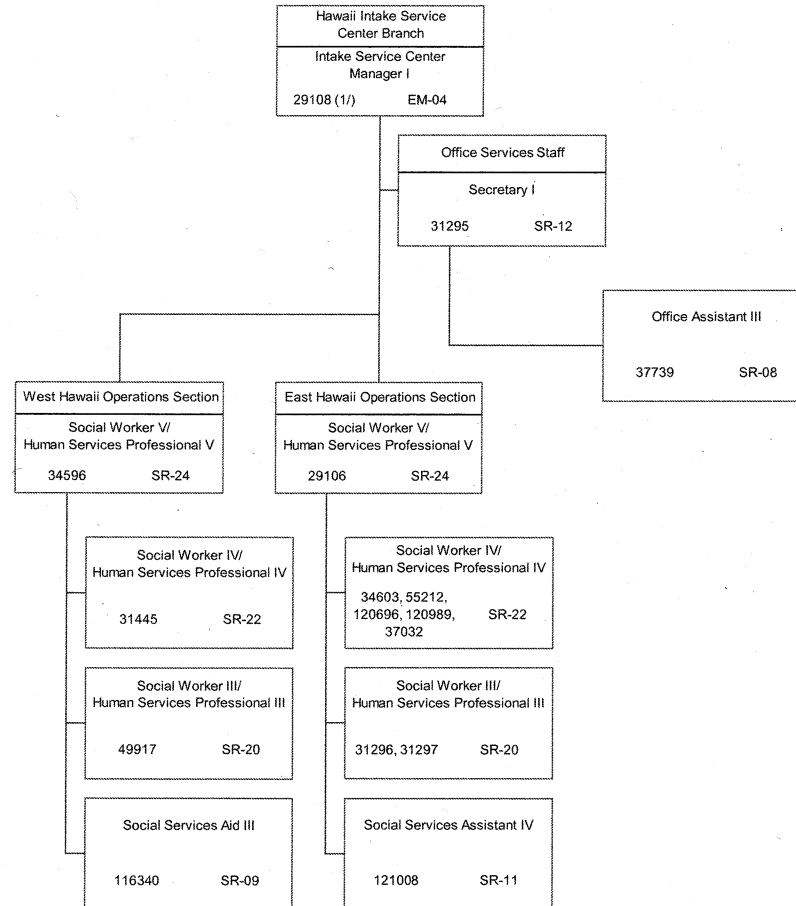 Hawaii Intake Service
Center Branch
Intake Service Center
Manager I
29108 (1/) EM-04
Office Services Staff
Secretary I
31295 SR-12
Office Assistant III
37739 SR-08
West Hawaii Operations Section
Social Worker V/
Human Services Professional V
34596 SR-24
East Hawaii Operations Section
Social Worker V/
Human Services Professional V
29106 SR-24
Social Worker IV/
Human Services Professional IV
31445 SR-22
Social Worker III/
Human Services Professional III
49917 SR-20
Social Services Aid III
116340 SR-09
Social Worker IV/
Human Services Professional IV
34603, 55212,
120696, 120989, SR-22
37032
Social Worker III/
Human Services Professional III
31296, 31297 SR-20
Social Services Assistant IV
121008 SR-11